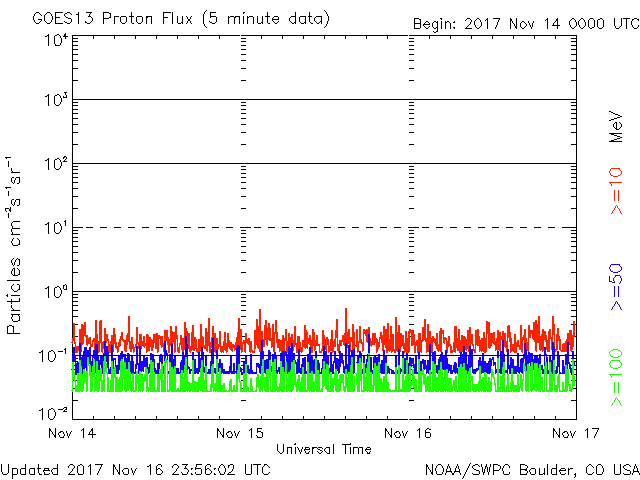 GOES13 Proton Flux (5 minute data)
Begin: 2017 Nov 14 0000 UTC
10⁴
10³
10²
10¹
10⁰
10⁻¹
10⁻²
Particles cm⁻²s⁻¹sr⁻¹
MeV
>=10
>=50
>=100
Nov 14
Nov 15
Nov 16
Nov 17
Universal Time
Updated 2017 Nov 16 23:56:02 UTC
NOAA/SWPC Boulder, CO USA